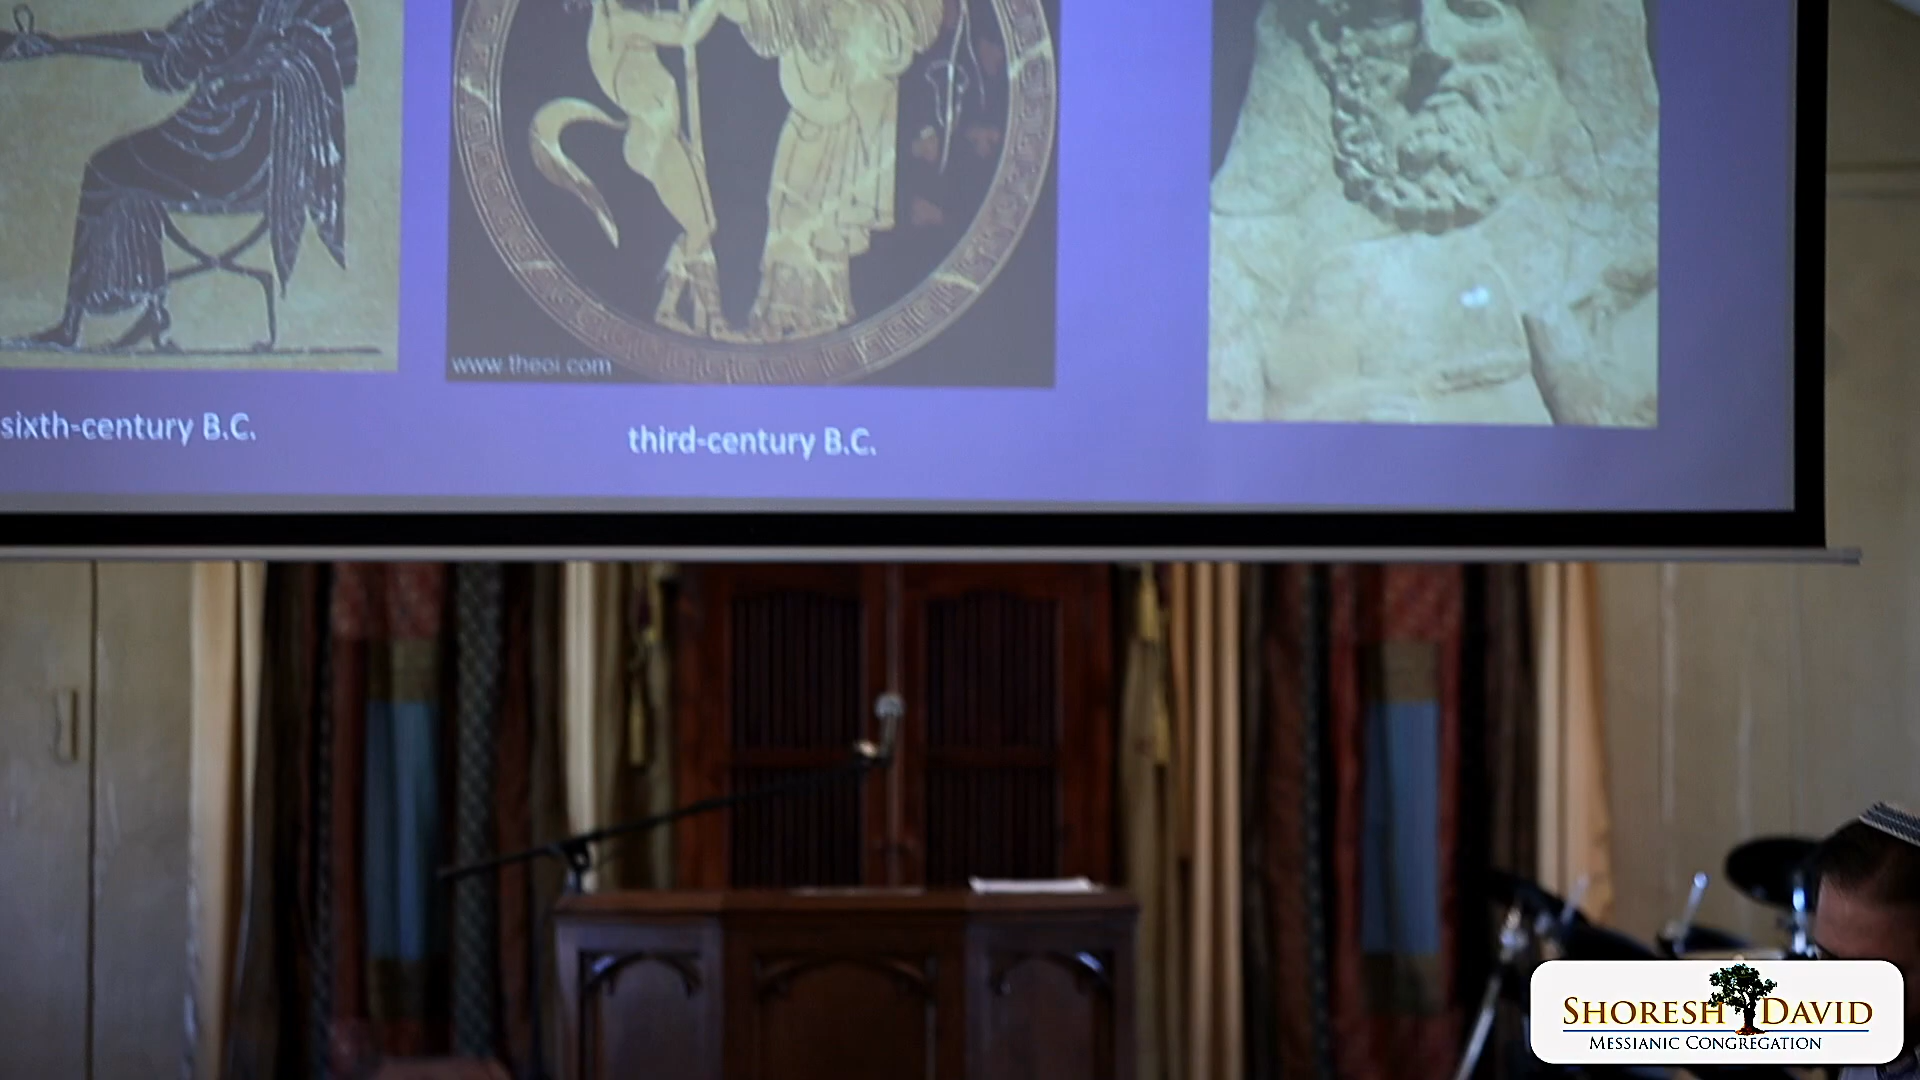 www.theoi.com
sixth-century B.C.
third-century B.C.
SHORESH DAVID
MESSIANIC CONGREGATION